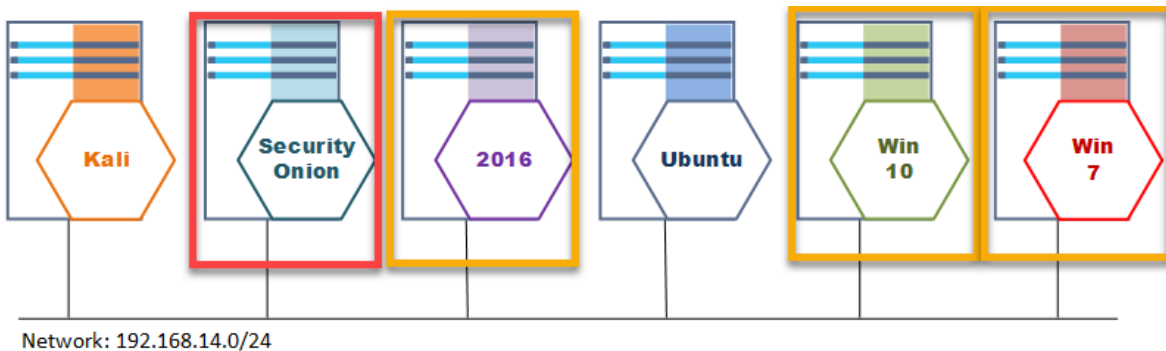 Kali
Security
Onion
2016
Ubuntu
Win
10
Win
7
Network: 192.168.14.0/24